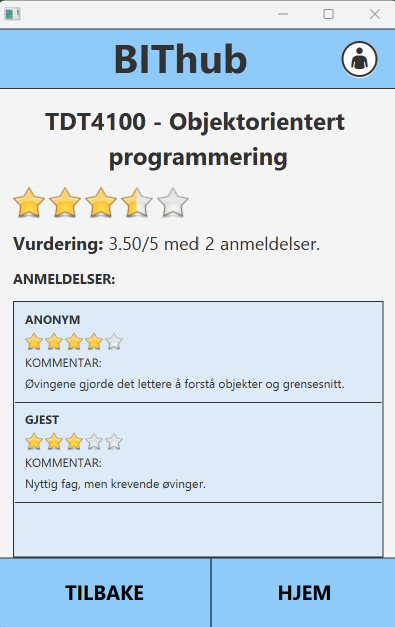 BIThub
TDT4100 - Objektorientert
programmering
Vurdering: 3.50/5 med 2 anmeldelser.
ANMELDELSER:
ANONYM
KOMMENTAR:
Øvingene gjorde det lettere å forstå objekter og grensesnitt.
GJEST
KOMMENTAR:
Nyttig fag, men krevende øvinger.
TILBAKE
HJEM